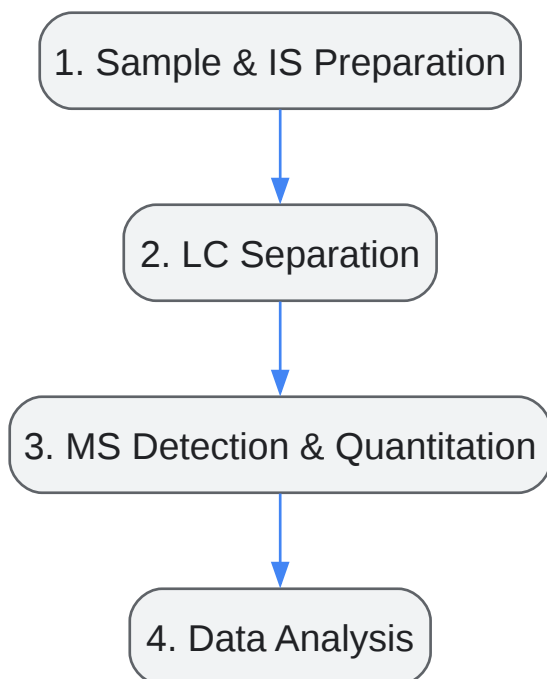 1. Sample & IS Preparation
2. LC Separation
3. MS Detection & Quantitation
4. Data Analysis